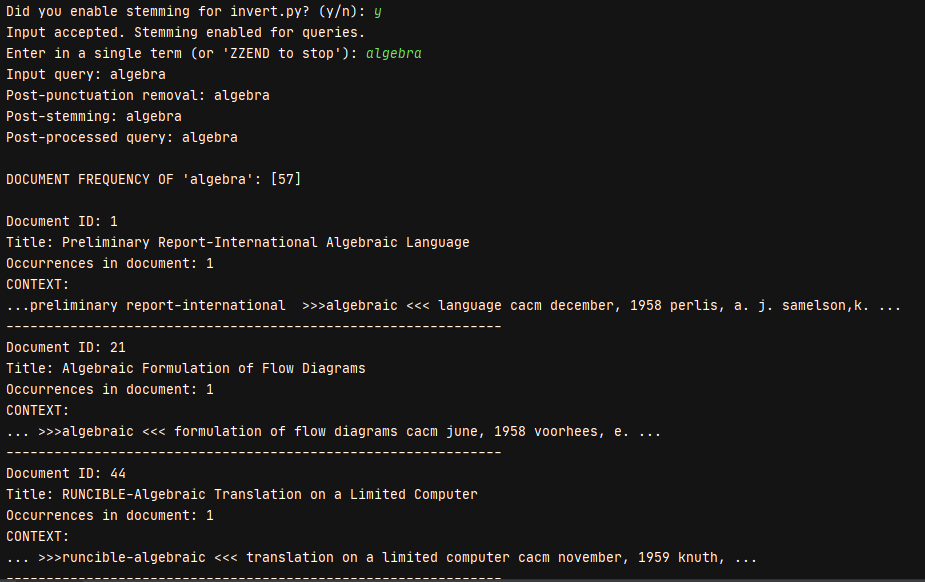 Did you enable stemming for invert.py? (y/n): y
Input accepted. Stemming enabled for queries.
Enter in a single term (or 'ZZEND to stop'): algebra
Input query: algebra
Post-punctuation removal: algebra
Post-stemming: algebra
Post-processed query: algebra
DOCUMENT FREQUENCY OF 'algebra': [57]
Document ID: 1
Title: Preliminary Report-International Algebraic Language
Occurrences in document: 1
CONTEXT:
...preliminary report-international  >>>algebraic <<< language cacm december, 1958 perlis, a. j. samelson,k. ...
--------------------------------------------------------------
Document ID: 21
Title: Algebraic Formulation of Flow Diagrams
Occurrences in document: 1
CONTEXT:
... >>>algebraic <<< formulation of flow diagrams cacm june, 1958 voorhees, e. ...
--------------------------------------------------------------
Document ID: 44
Title: RUNCIBLE-Algebraic Translation on a Limited Computer
Occurrences in document: 1
CONTEXT:
... >>>runcible-algebraic <<< translation on a limited computer cacm november, 1959 knuth, ...
--------------------------------------------------------------